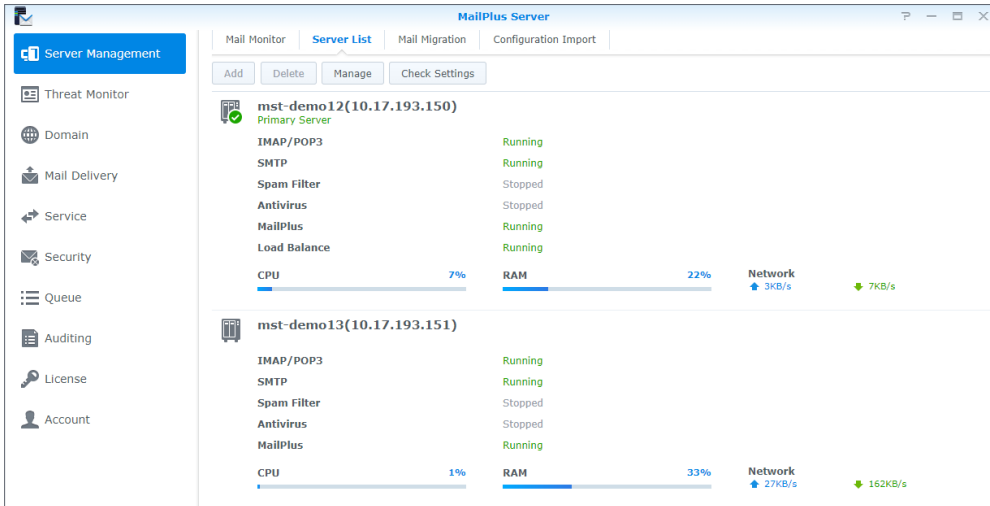 MailPlus Server
Server Management
Threat Monitor
Domain
Mail Delivery
Service
Security
Queue
Auditing
License
Account
Mail Monitor Server List Mail Migration Configuration Import
Add Delete Manage Check Settings
mst-demo12(10.17.193.150)
Primary Server
IMAP/POP3 Running
SMTP Running
Spam Filter Stopped
Antivirus Stopped
MailPlus Running
Load Balance Running
CPU 7% RAM 22% Network
3KB/s 7KB/s
mst-demo13(10.17.193.151)
IMAP/POP3 Running
SMTP Running
Spam Filter Stopped
Antivirus Stopped
MailPlus Running
CPU 1% RAM 33% Network
27KB/s 162KB/s